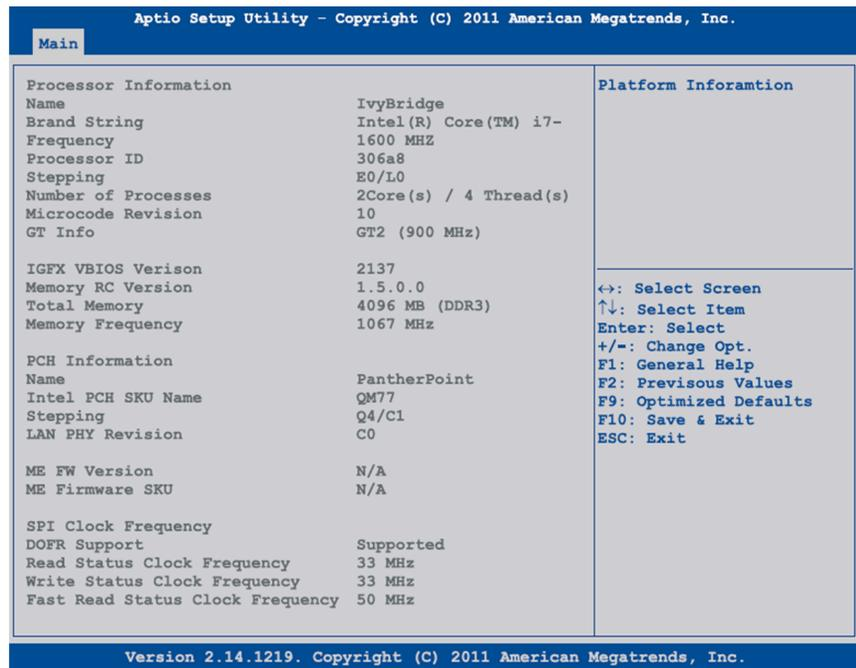 Aptio Setup Utility – Copyright (C) 2011 American Megatrends, Inc.
Main
Processor Information
Name IvyBridge
Brand String Intel(R) Core(TM) i7-
Frequency 1600 MHZ
Processor ID 306a8
Stepping E0/L0
Number of Processes 2Core(s) / 4 Thread(s)
Microcode Revision 10
GT Info GT2 (900 MHz)
IGFX VBIOS Verison 2137
Memory RC Version 1.5.0.0
Total Memory 4096 MB (DDR3)
Memory Frequency 1067 MHz
PCH Information
Name PantherPoint
Intel PCH SKU Name QM77
Stepping Q4/C1
LAN PHY Revision C0
ME FW Version N/A
ME Firmware SKU N/A
SPI Clock Frequency
DOFR Support Supported
Read Status Clock Frequency 33 MHz
Write Status Clock Frequency 33 MHz
Fast Read Status Clock Frequency 50 MHz
Platform Inforamtion
↔: Select Screen
↑↓: Select Item
Enter: Select
+/-: Change Opt.
F1: General Help
F2: Previsous Values
F9: Optimized Defaults
F10: Save & Exit
ESC: Exit
Version 2.14.1219. Copyright (C) 2011 American Megatrends, Inc.